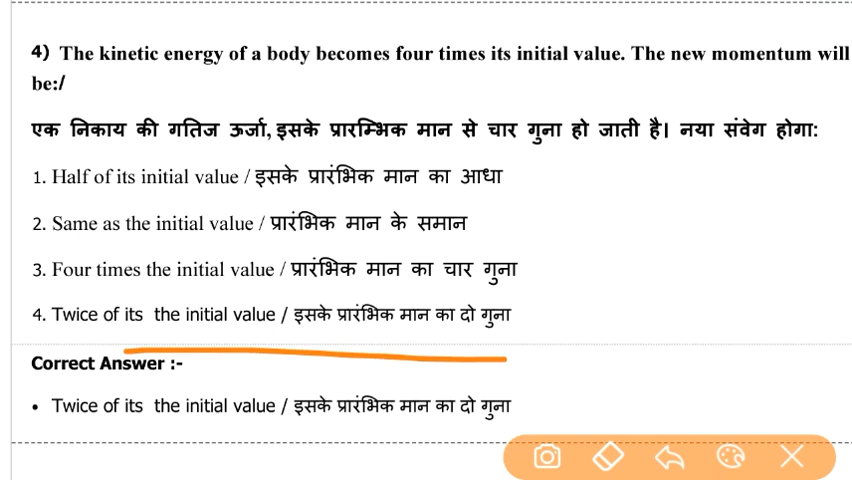 4) The kinetic energy of a body becomes four times its initial value. The new momentum will
be:/
एक निकाय की गतिज ऊर्जा, इसके प्रारम्भिक मान से चार गुना हो जाती है। नया संवेग होगा:
1. Half of its initial value / इसके प्रारंभिक मान का आधा
2. Same as the initial value / प्रारंभिक मान के समान
3. Four times the initial value / प्रारंभिक मान का चार गुना
4. Twice of its  the initial value / इसके प्रारंभिक मान का दो गुना
Correct Answer :-
• Twice of its  the initial value / इसके प्रारंभिक मान का दो गुना